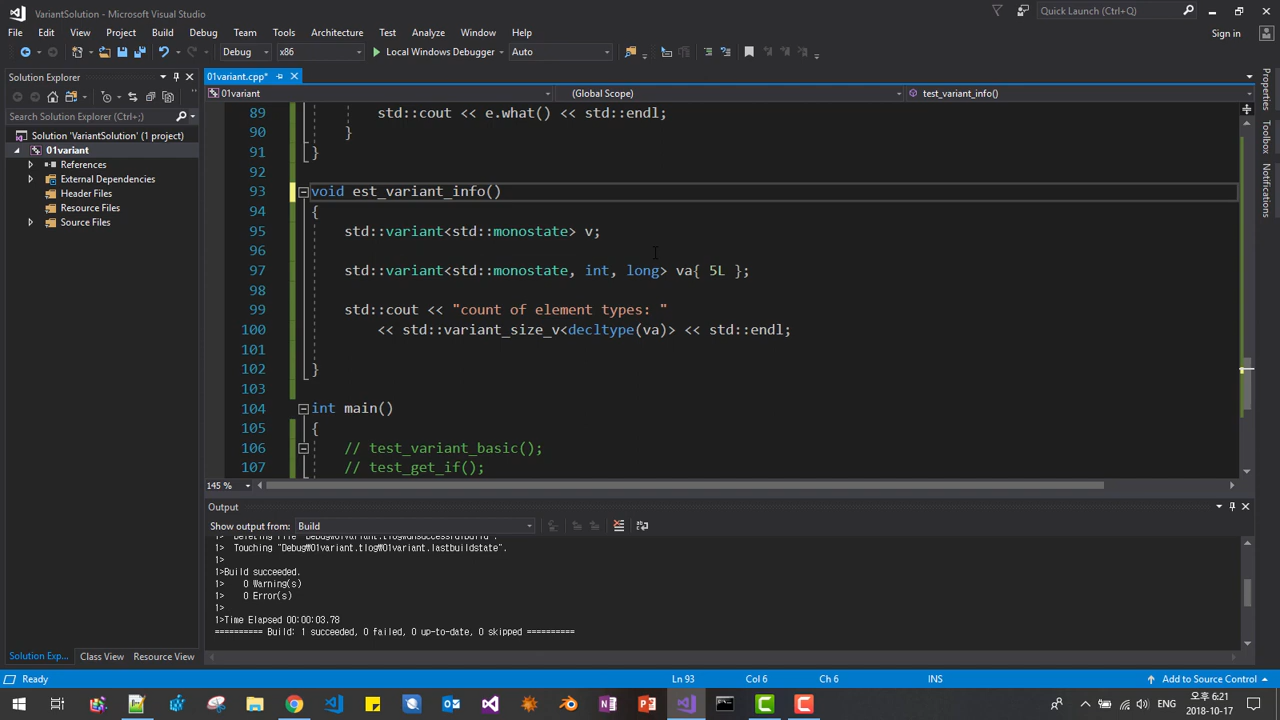 VariantSolution - Microsoft Visual Studio
Quick Launch (Ctrl+Q)
File Edit View Project Build Debug Team Tools Architecture Test Analyze Window Help
Sign in
Debug x86 Local Windows Debugger Auto
Solution Explorer
Search Solution Explorer (Ctrl+;)
Solution 'VariantSolution' (1 project)
01variant
References
External Dependencies
Header Files
Resource Files
Source Files
Solution Exp... Class View Resource View
01variant.cpp*
01variant (Global Scope) test_variant_info()
89 std::cout << e.what() << std::endl;
90 }
91 }
92
93 void est_variant_info()
94 {
95 std::variant<std::monostate> v;
96
97 std::variant<std::monostate, int, long> va{ 5L };
98
99 std::cout << "count of element types: "
100 << std::variant_size_v<decltype(va)> << std::endl;
101
102 }
103
104 int main()
105 {
106 // test_variant_basic();
107 // test_get_if();
145 %
Output
Show output from: Build
1> Touching "Debug₩01variant.tlog₩01variant.lastbuildstate".
1>
1>Build succeeded.
1> 0 Warning(s)
1> 0 Error(s)
1>
1>Time Elapsed 00:00:03.78
========== Build: 1 succeeded, 0 failed, 0 up-to-date, 0 skipped ==========
Properties
Toolbox
Notifications
Ready Ln 93 Col 6 Ch 6 INS Add to Source Control
ENG
오후 6:21
2018-10-17